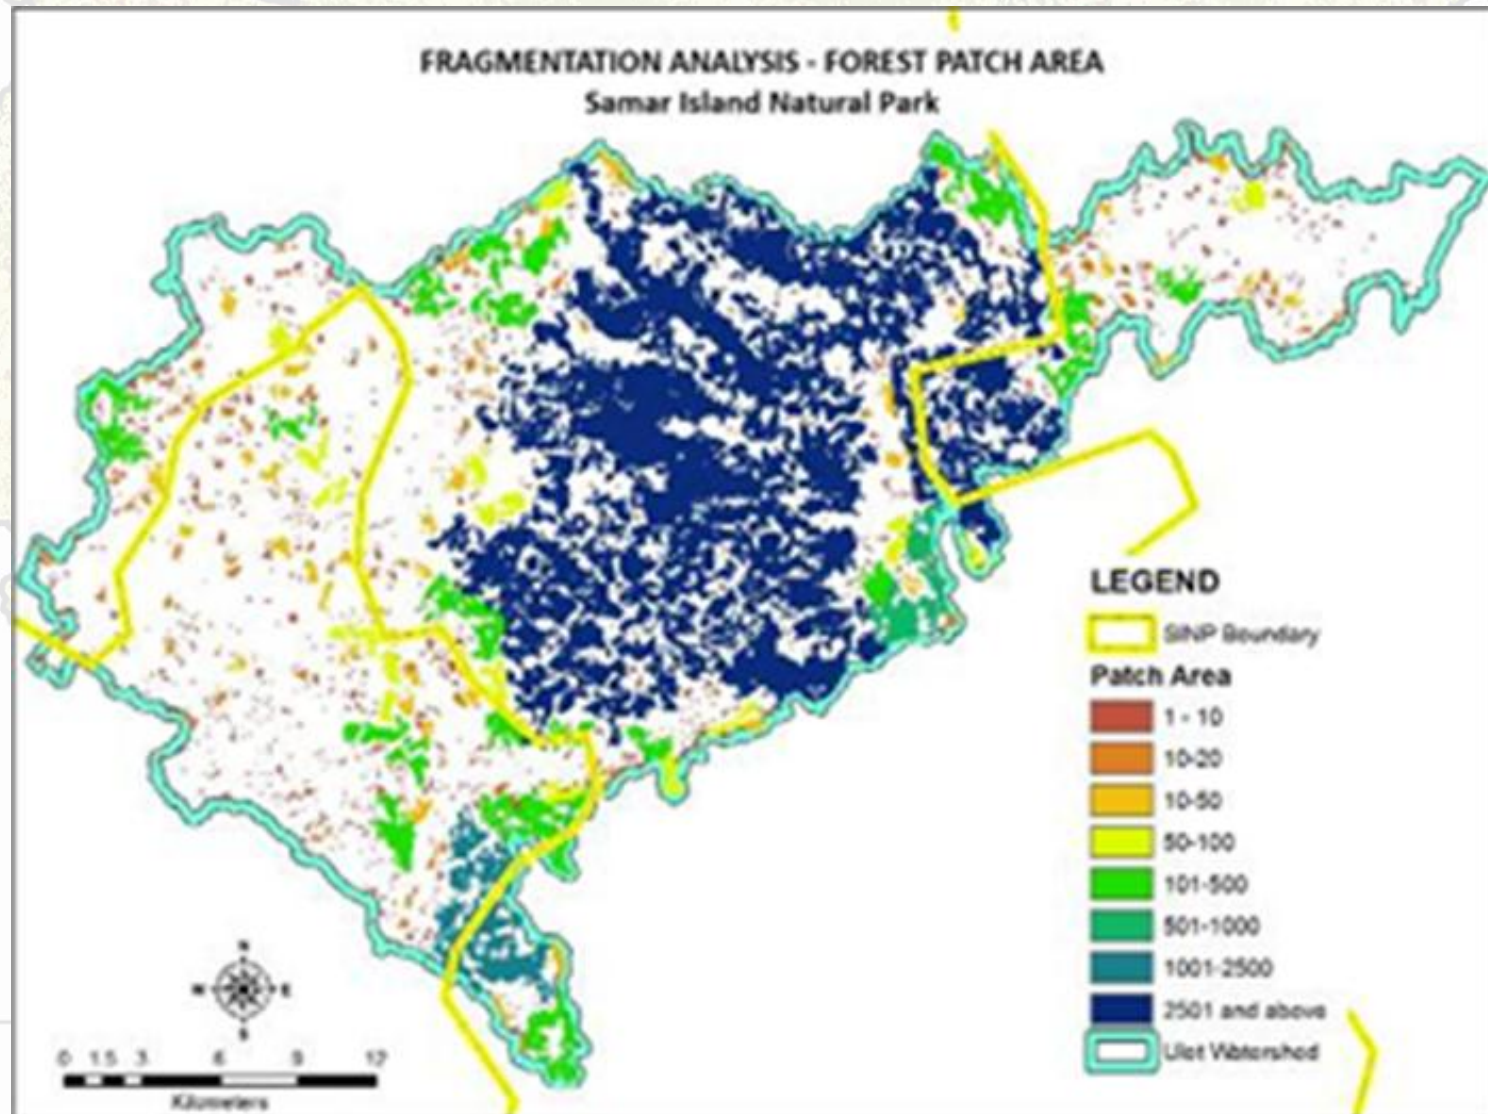 FRAGMENTATION ANALYSIS - FOREST PATCH AREA
Samar Island Natural Park
LEGEND
SINP Boundary
Patch Area
1 - 10
10-20
10-50
50-100
101-500
501-1000
1001-2500
2501 and above
Ulot Watershed
N
W E
S
0 1.5 3 6 9 12
Kilometers